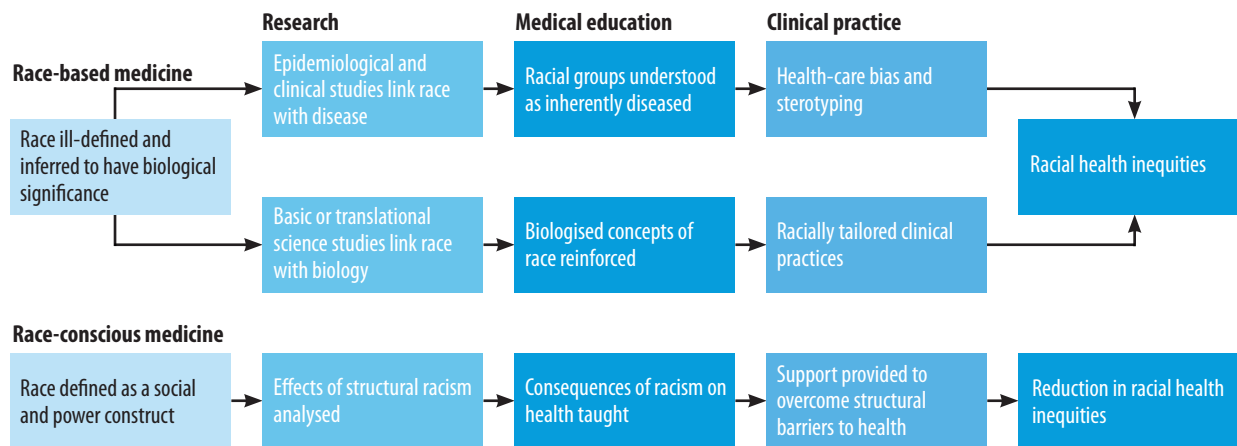 Research
Medical education
Clinical practice
Race-based medicine
Race ill-defined and
inferred to have biological
significance
Epidemiological and
clinical studies link race
with disease
Racial groups understood
as inherently diseased
Health-care bias and
sterotyping
Basic or translational
science studies link race
with biology
Biologised concepts of
race reinforced
Racially tailored clinical
practices
Racial health inequities
Race-conscious medicine
Race defined as a social
and power construct
Effects of structural racism
analysed
Consequences of racism on
health taught
Support provided to
overcome structural
barriers to health
Reduction in racial health
inequities